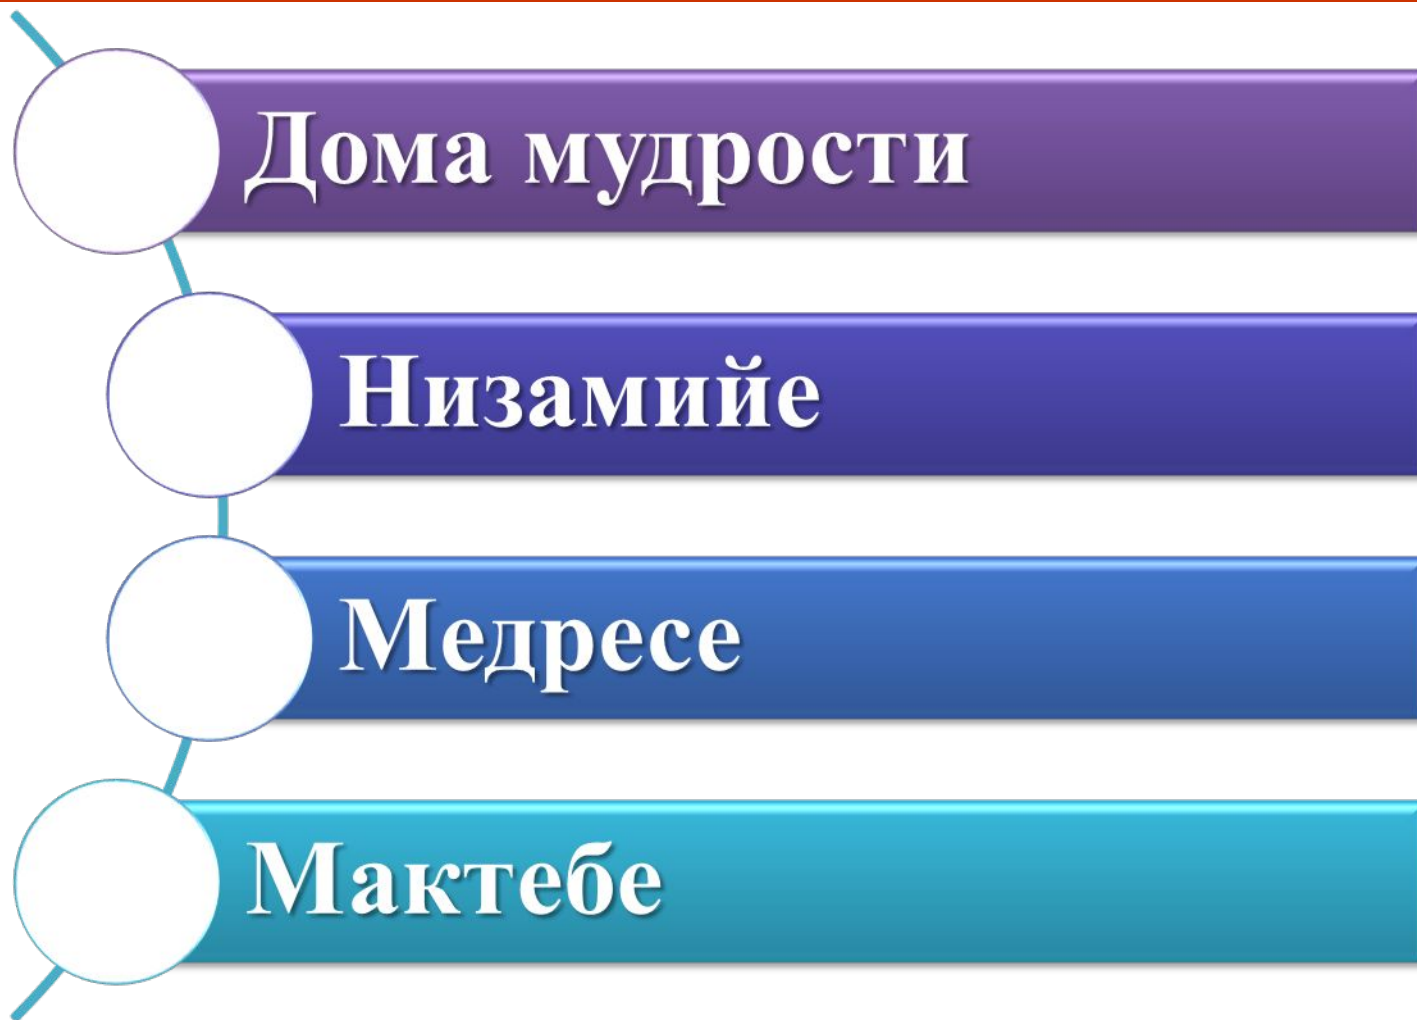 Дома мудрости
Низамийе
Медресе
Мактебе